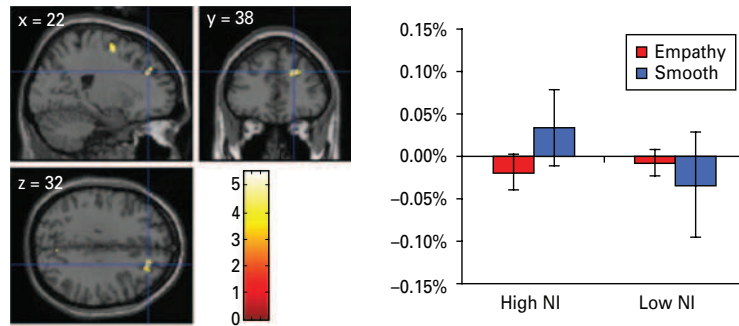 x = 22
y = 38
z = 32
5
4
3
2
1
0
0.15%
0.10%
0.05%
0.00%
–0.05%
–0.10%
–0.15%
Empathy
Smooth
High NI
Low NI